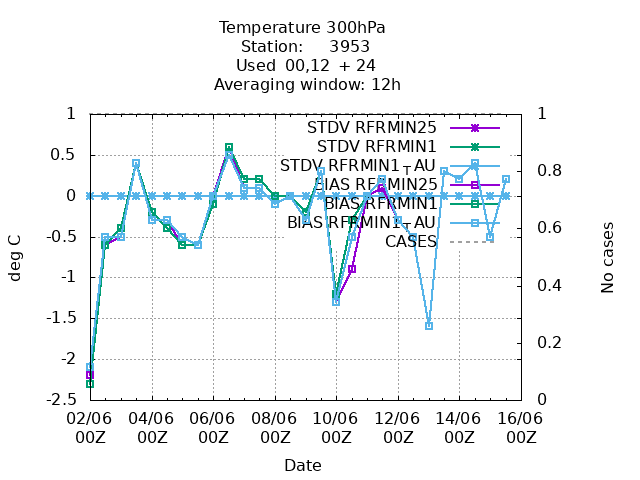 Temperature 300hPa
Station: 3953
Used 00,12 + 24
Averaging window: 12h
1 1
STDV RFRMIN25
STDV RFRMIN1
0.5
STDV RFRMIN1_AU
0.8
BIAS RFRMIN25
0
BIAS RFRMIN1
BIAS RFRMIN1_AU
0.6
-0.5
CASES
deg C
No cases
-1
0.4
-1.5
0.2
-2
-2.5 0
02/06 04/06 06/06 08/06 10/06 12/06 14/06 16/06
00Z 00Z 00Z 00Z 00Z 00Z 00Z 00Z
Date